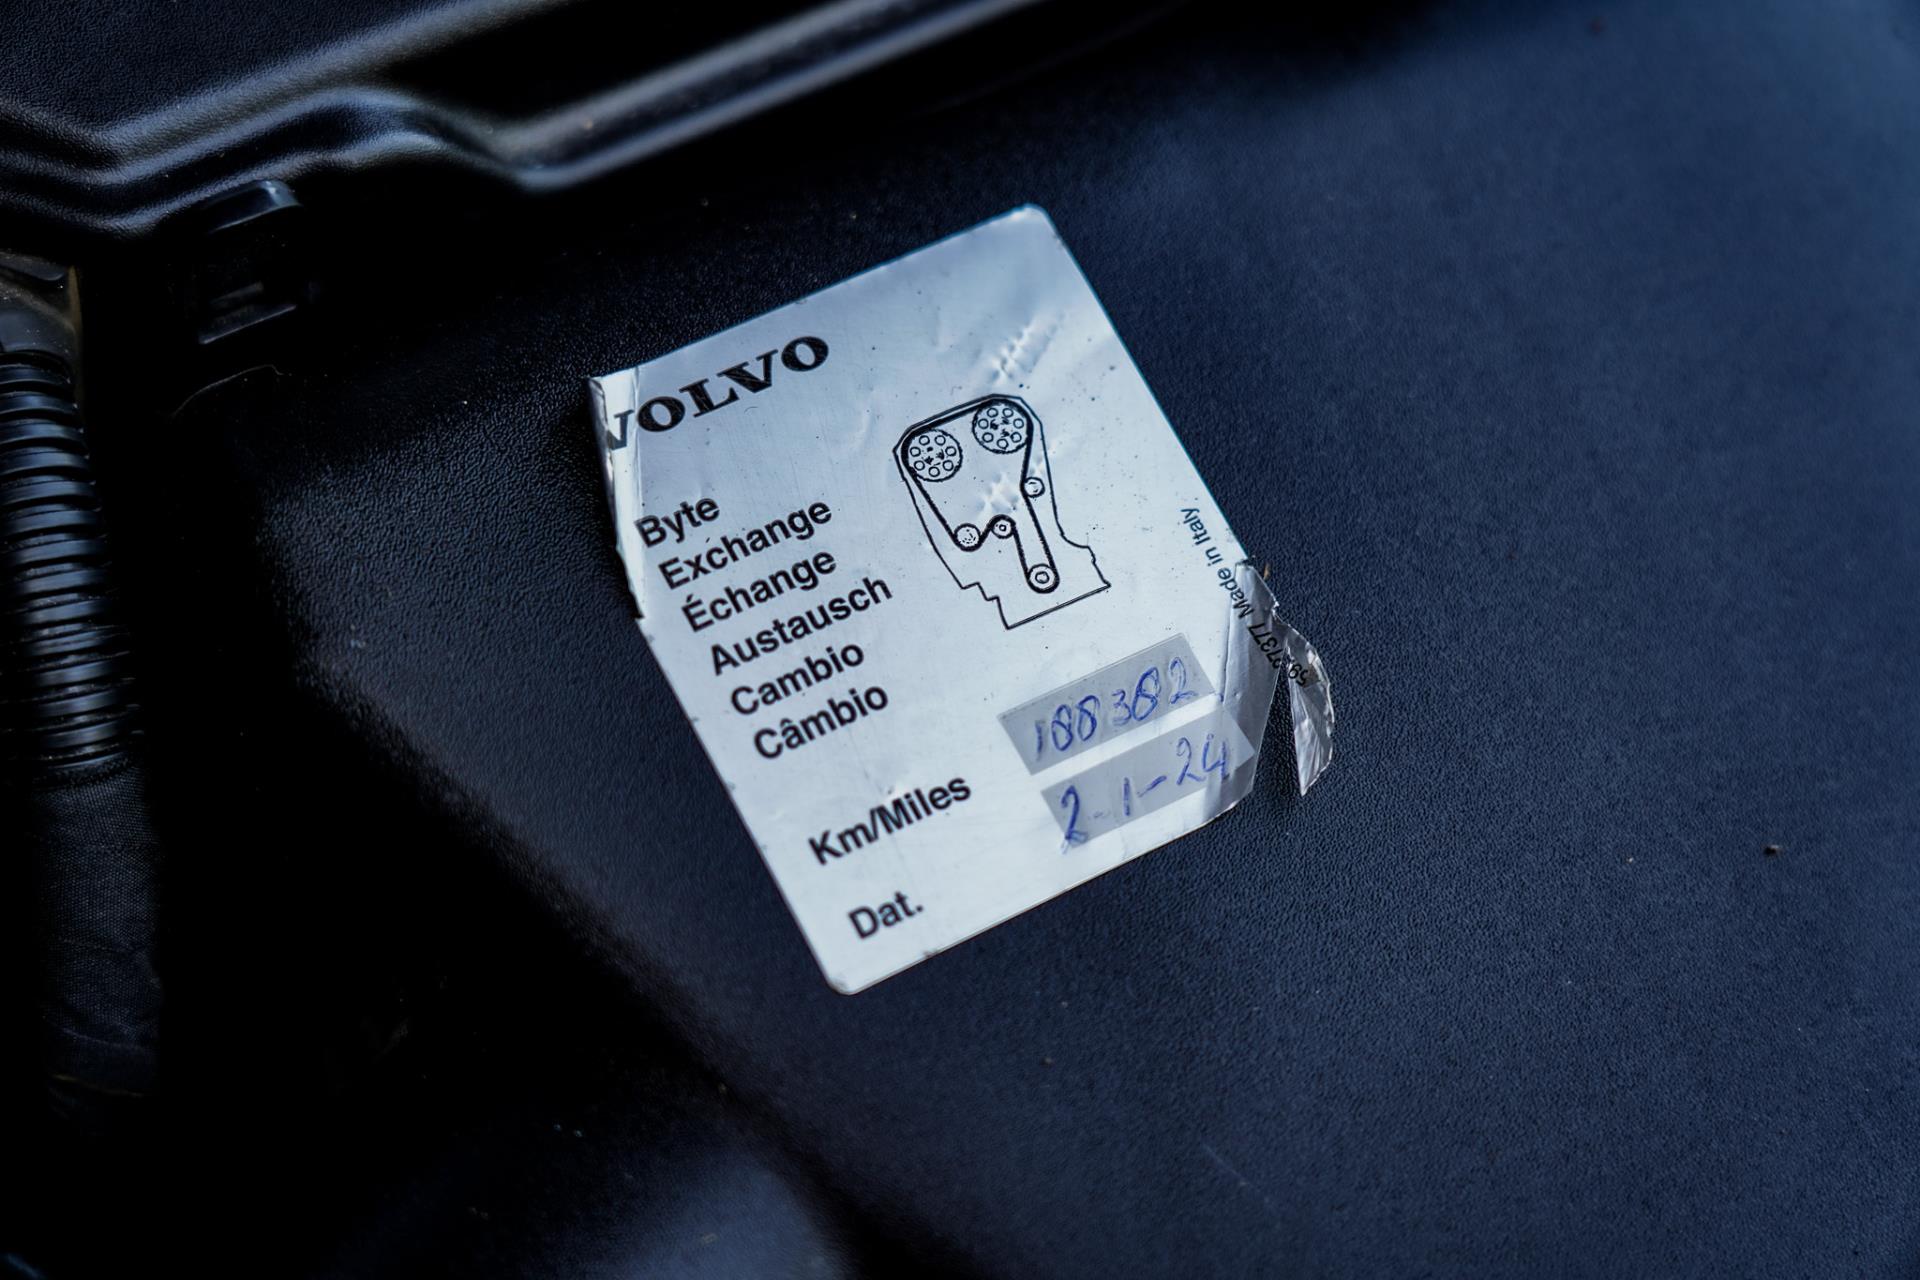 VOLVO
Byte
Exchange
Échange
Austausch
Cambio
Câmbio
Km/Miles
188382
Dat.
2-1-24
Made in Italy